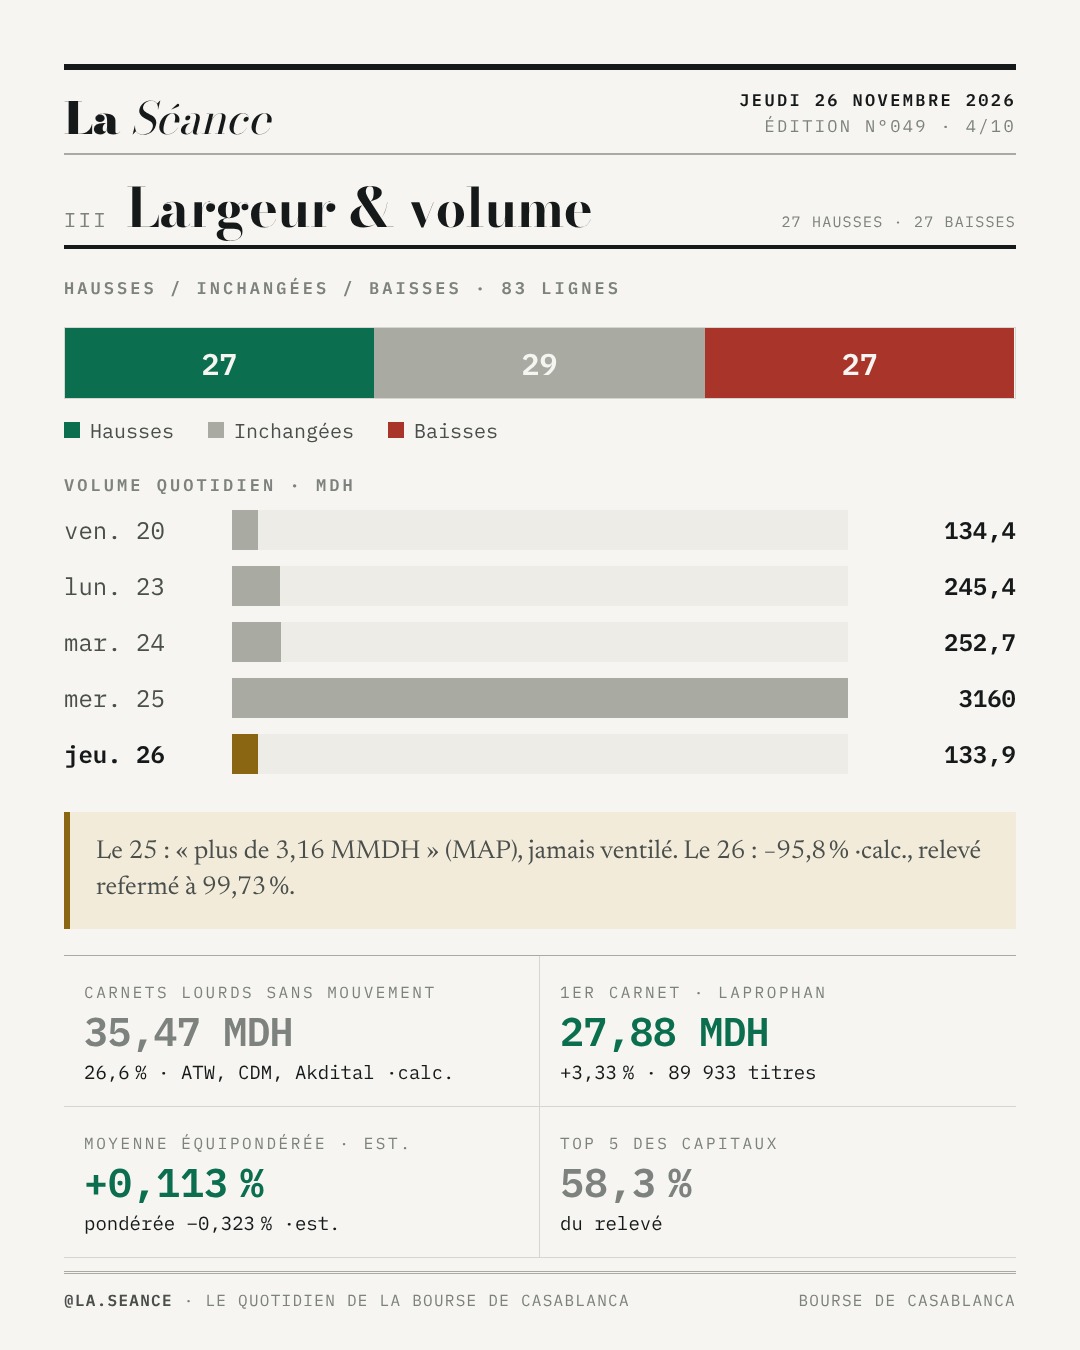 La Séance
JEUDI 26 NOVEMBRE 2026
ÉDITION N°049 · 4/10
III Largeur & volume
27 HAUSSES · 27 BAISSES
HAUSSES / INCHANGÉES / BAISSES · 83 LIGNES
27 29 27
Hausses Inchangées Baisses
VOLUME QUOTIDIEN · MDH
ven. 20 134,4
lun. 23 245,4
mar. 24 252,7
mer. 25 3160
jeu. 26 133,9
Le 25 : « plus de 3,16 MMDH » (MAP), jamais ventilé. Le 26 : −95,8 % ·calc., relevé
refermé à 99,73 %.
CARNETS LOURDS SANS MOUVEMENT
35,47 MDH
26,6 % · ATW, CDM, Akdital ·calc.
1ER CARNET · LAPROPHAN
27,88 MDH
+3,33 % · 89 933 titres
MOYENNE ÉQUIPONDÉRÉE · EST.
+0,113 %
pondérée −0,323 % ·est.
TOP 5 DES CAPITAUX
58,3 %
du relevé
@LA.SEANCE · LE QUOTIDIEN DE LA BOURSE DE CASABLANCA
BOURSE DE CASABLANCA